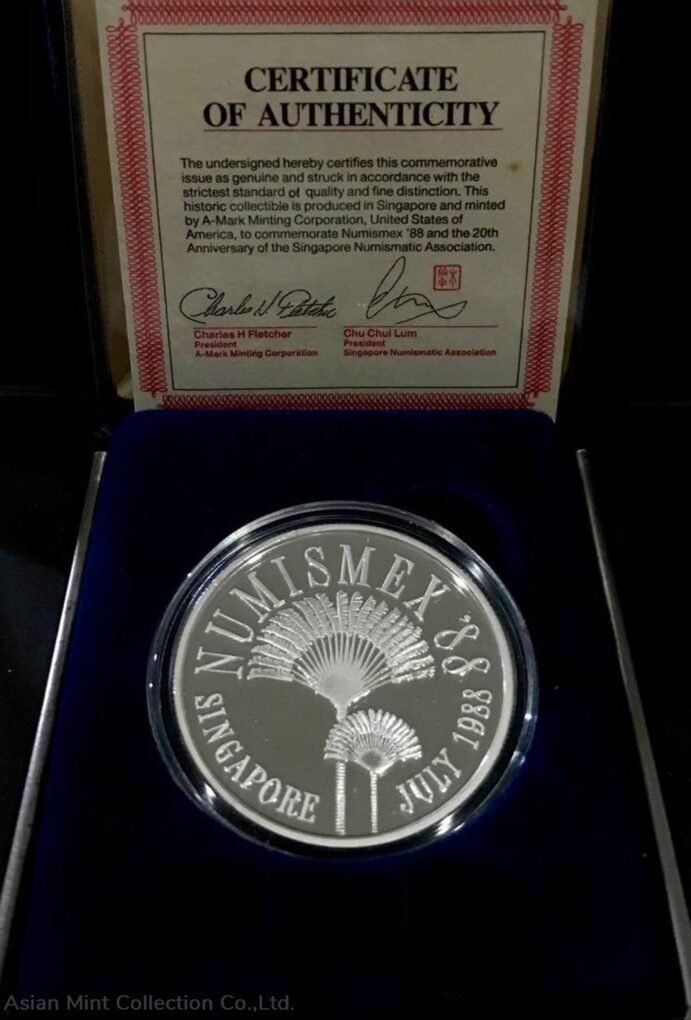 CERTIFICATE
OF AUTHENTICITY
The undersigned hereby certifies this commemorative
issue as genuine and struck in accordance with the
strictest standard of quality and fine distinction. This
historic collectible is produced in Singapore and minted
by A-Mark Minting Corporation, United States of
America, to commemorate Numismex '88 and the 20th
Anniversary of the Singapore Numismatic Association.
Charles H Fletcher
Charles H Fletcher
President
A-Mark Minting Corporation
Chu Chui Lum
President
Singapore Numismatic Association
NUMISMEX '88
SINGAPORE
JULY 1988
Asian Mint Collection Co.,Ltd.